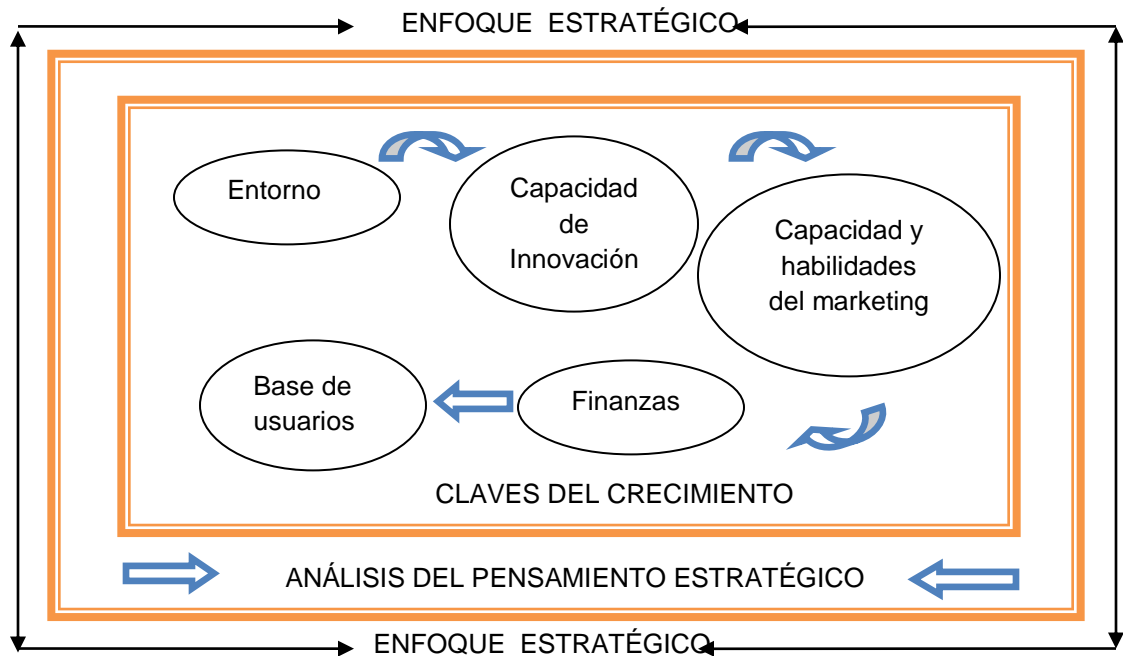 ENFOQUE ESTRATÉGICO
Entorno
Capacidad
de
Innovación
Capacidad y
habilidades
del marketing
Base de
usuarios
Finanzas
CLAVES DEL CRECIMIENTO
ANÁLISIS DEL PENSAMIENTO ESTRATÉGICO
ENFOQUE ESTRATÉGICO